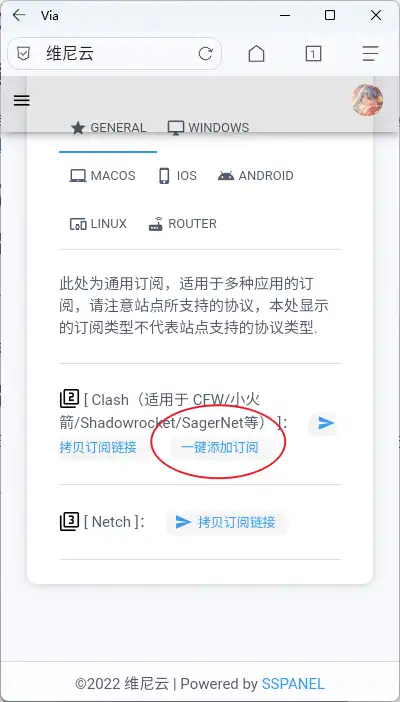 Via
维尼云
1
GENERAL WINDOWS
MACOS IOS ANDROID
LINUX ROUTER
此处为通用订阅，适用于多种应用的订
阅，请注意站点所支持的协议，本处显示
的订阅类型不代表站点支持的协议类型.
2 [ Clash（适用于 CFW/小火
箭/Shadowrocket/SagerNet等） ]：
拷贝订阅链接 一键添加订阅
3 [ Netch ]： 拷贝订阅链接
©2022 维尼云 | Powered by SSPANEL